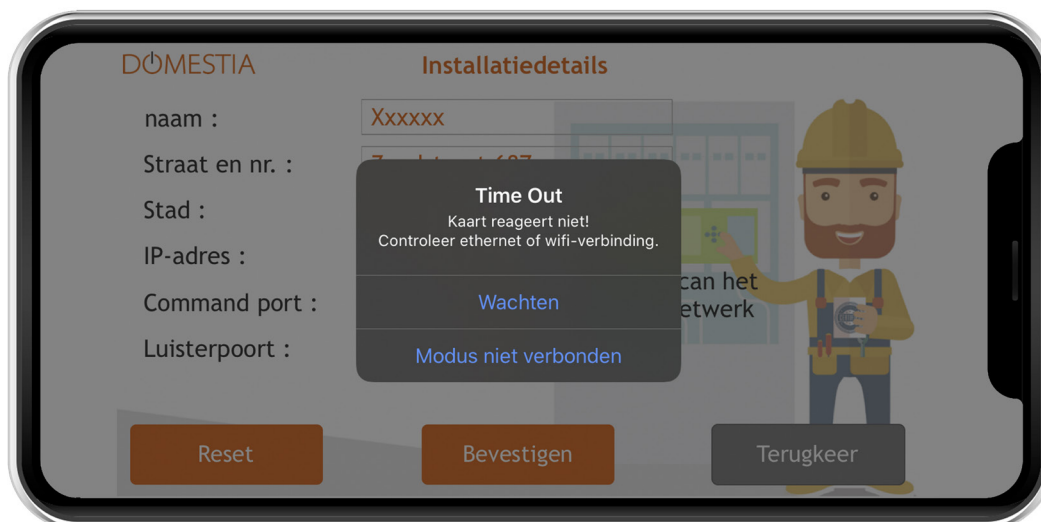 DOMESTIA
Installatiedetails
naam :
Xxxxxx
Straat en nr. :
Stad :
IP-adres :
Command port :
Luisterpoort :
Time Out
Kaart reageert niet!
Controleer ethernet of wifi-verbinding.
Wachten
Modus niet verbonden
can het
etwerk
Reset
Bevestigen
Terugkeer